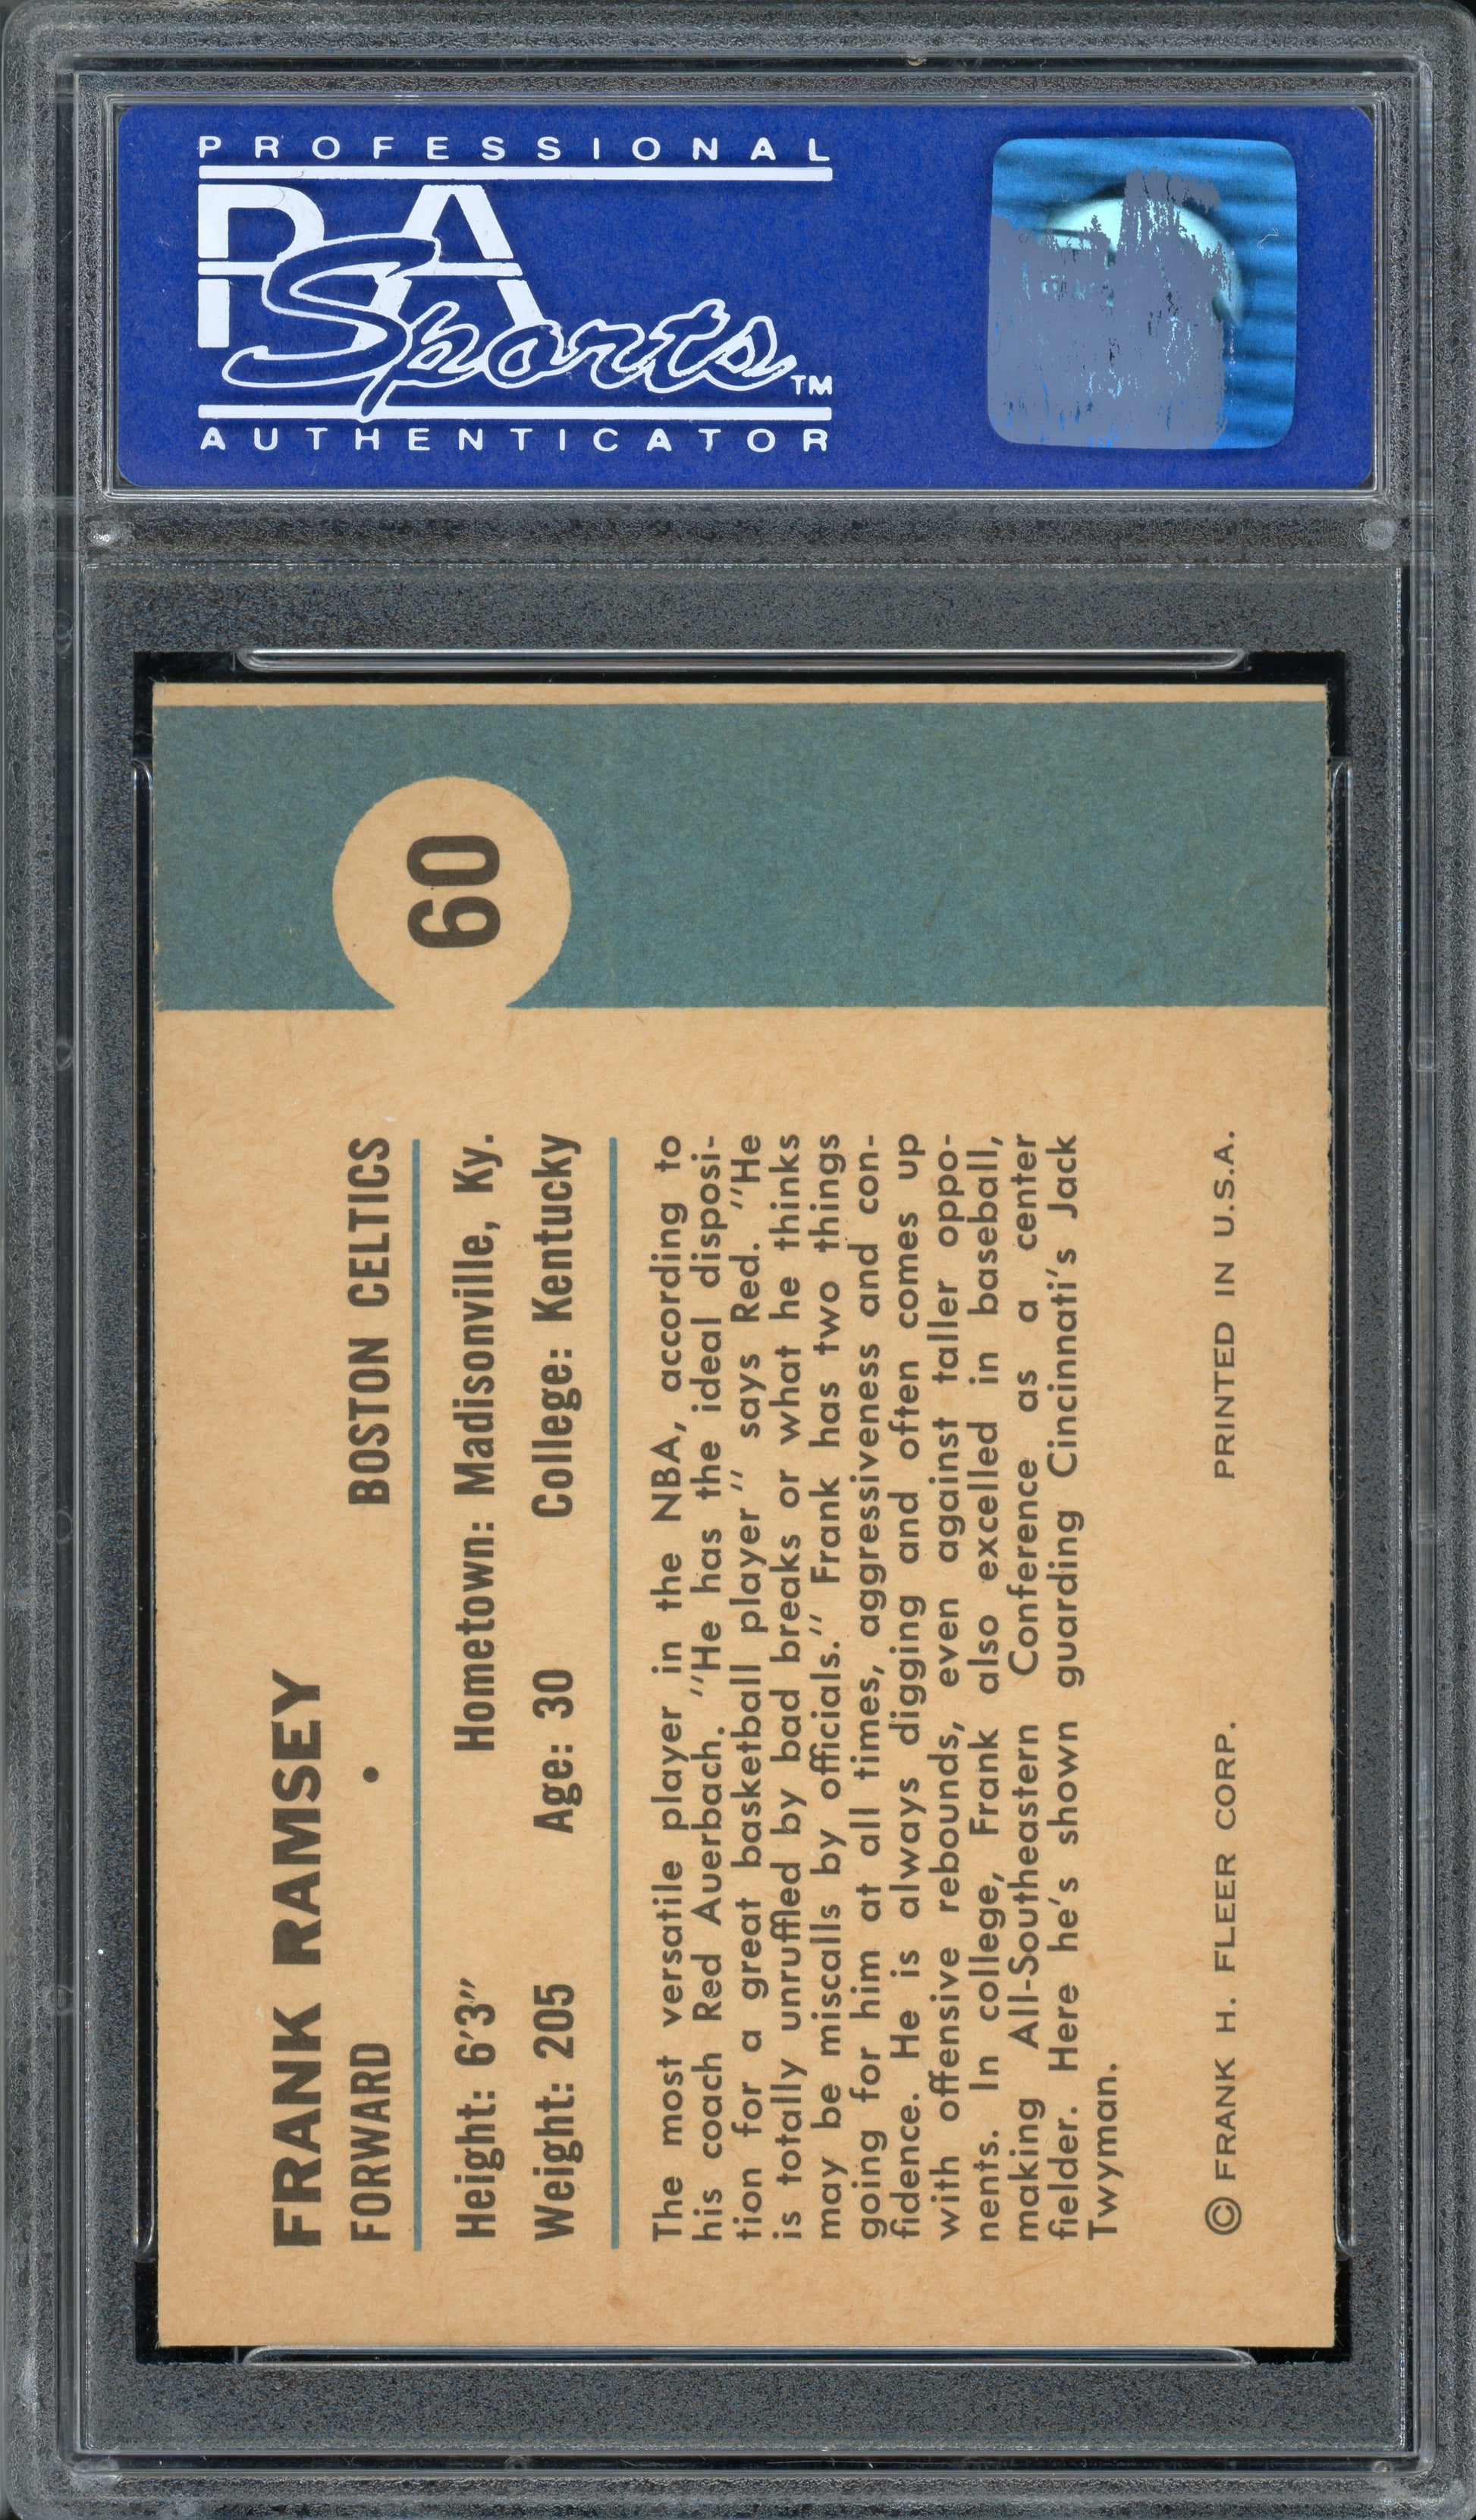 PROFESSIONAL
PSA
Sports™
AUTHENTICATOR
60
FRANK RAMSEY
FORWARD • BOSTON CELTICS
Height: 6'3" Hometown: Madisonville, Ky.
Weight: 205 Age: 30 College: Kentucky
The most versatile player in the NBA, according to
his coach Red Auerbach. "He has the ideal disposi-
tion for a great basketball player" says Red. "He
is totally unruffled by bad breaks or what he thinks
may be miscalls by officials." Frank has two things
going for him at all times, aggressiveness and con-
fidence. He is always digging and often comes up
with offensive rebounds, even against taller oppo-
nents. In college, Frank also excelled in baseball,
making All-Southeastern Conference as a center
fielder. Here he's shown guarding Cincinnati's Jack
Twyman.
© FRANK H. FLEER CORP. PRINTED IN U.S.A.